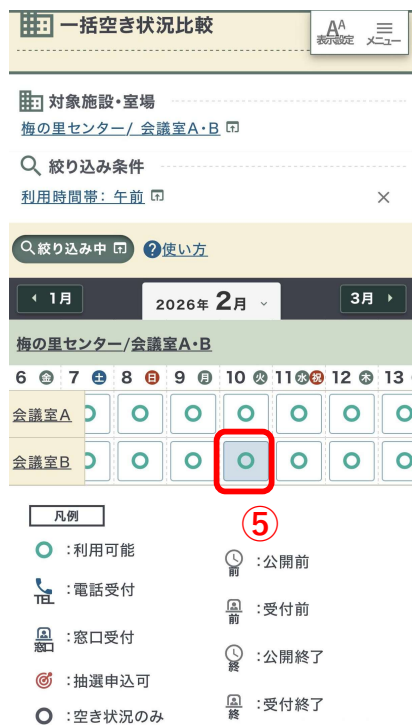 一括空き状況比較
AA
表示設定 メニュー
対象施設・室場
梅の里センター/ 会議室A・B
絞り込み条件
利用時間帯: 午前
絞り込み中 ?使い方
1月 2026年 2月 3月
梅の里センター/会議室A・B
6 金 7 土 8 日 9 月 10 火 11 水 祝 12 木 13
会議室A
会議室B
⑤
凡例
:利用可能
TEL :電話受付
窓口 :窓口受付
:抽選申込可
:空き状況のみ
前 :公開前
前 :受付前
終 :公開終了
終 :受付終了